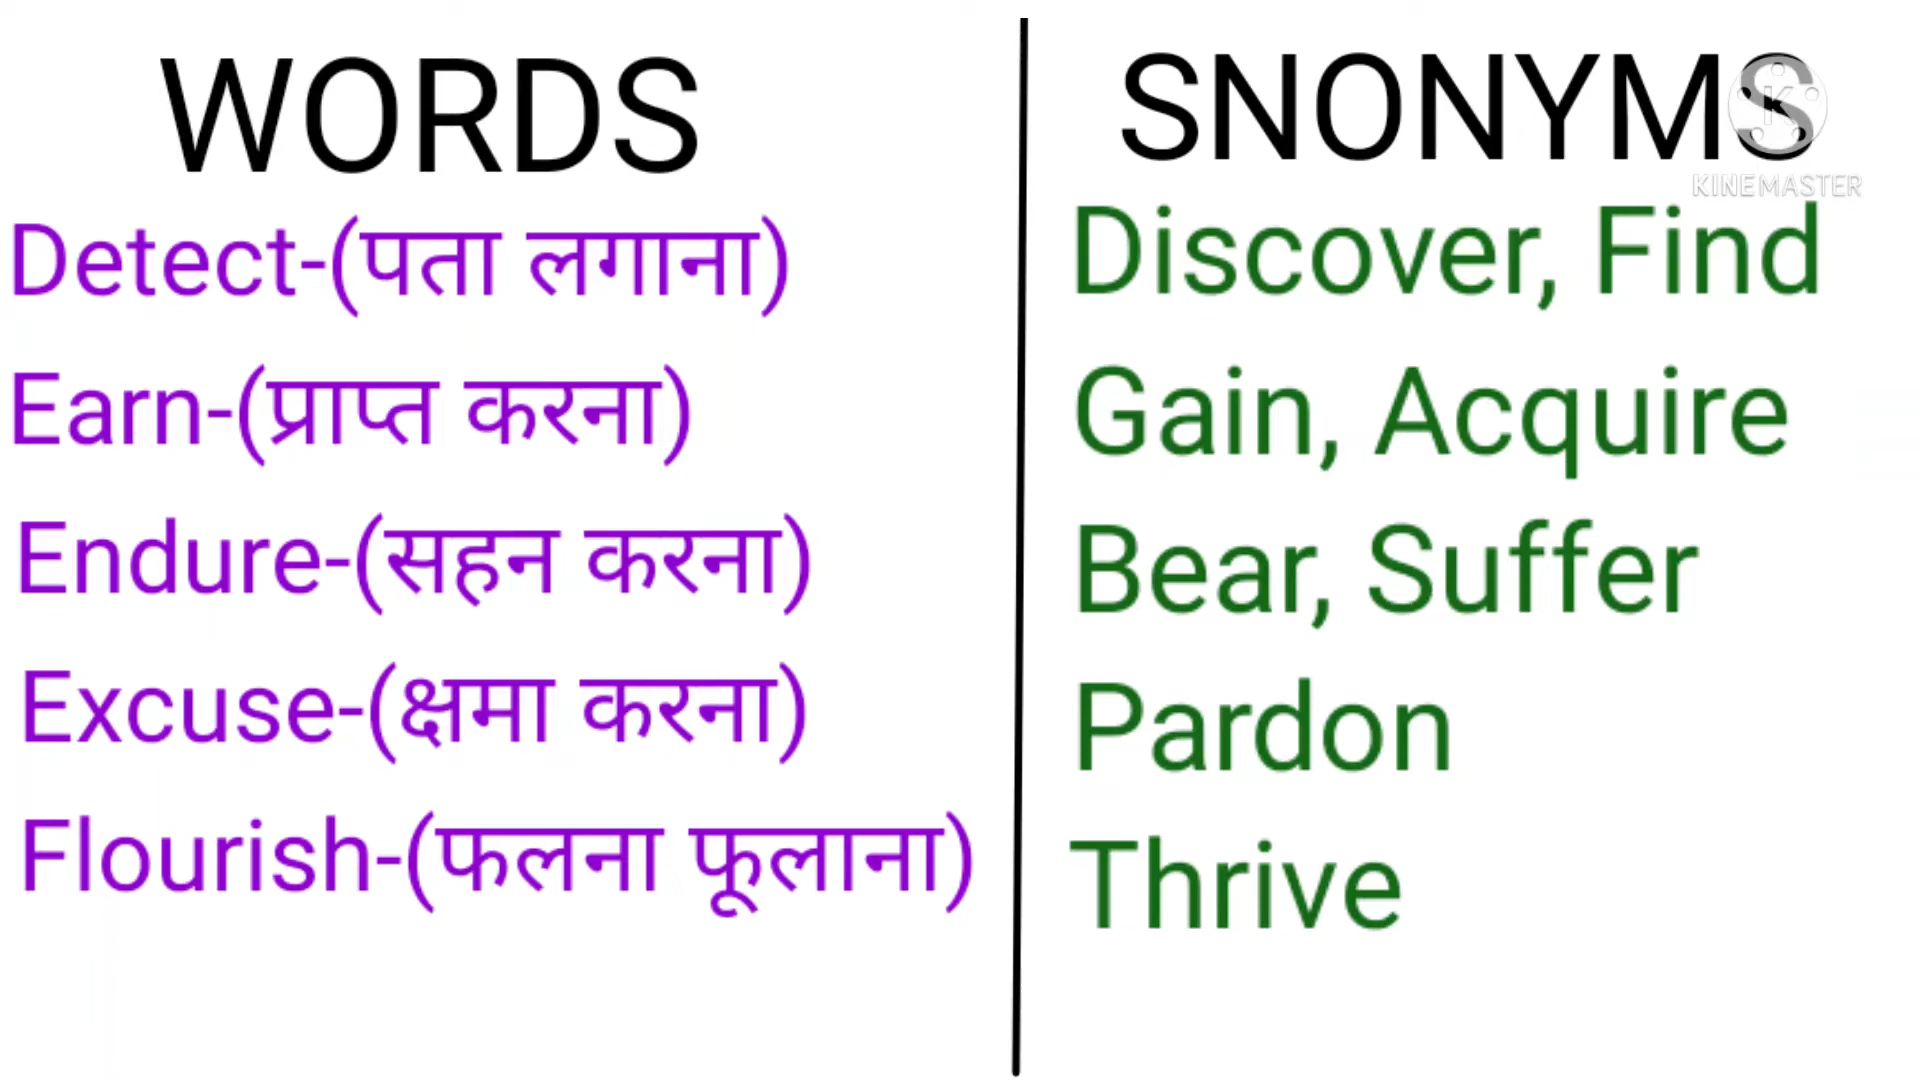 WORDS
SNONYMS
KINEMASTER
Detect-(पता लगाना)
Discover, Find
Earn-(प्राप्त करना)
Gain, Acquire
Endure-(सहन करना)
Bear, Suffer
Excuse-(क्षमा करना)
Pardon
Flourish-(फलना फूलाना)
Thrive